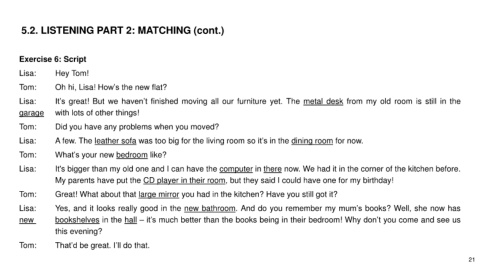 5.2. LISTENING PART 2: MATCHING (cont.)
Exercise 6: Script
Lisa: Hey Tom!
Tom: Oh hi, Lisa! How's the new flat?
Lisa: It's great! But we haven't finished moving all our furniture yet. The metal desk from my old room is still in the
garage with lots of other things!
Tom: Did you have any problems when you moved?
Lisa: A few. The leather sofa was too big for the living room so it's in the dining room for now.
Tom: What's your new bedroom like?
Lisa: It's bigger than my old one and I can have the computer in there now. We had it in the corner of the kitchen before.
My parents have put the CD player in their room, but they said I could have one for my birthday!
Tom: Great! What about that large mirror you had in the kitchen? Have you still got it?
Lisa: Yes, and it looks really good in the new bathroom. And do you remember my mum's books? Well, she now has
new bookshelves in the hall – it's much better than the books being in their bedroom! Why don't you come and see us
this evening?
Tom: That'd be great. I'll do that.
21